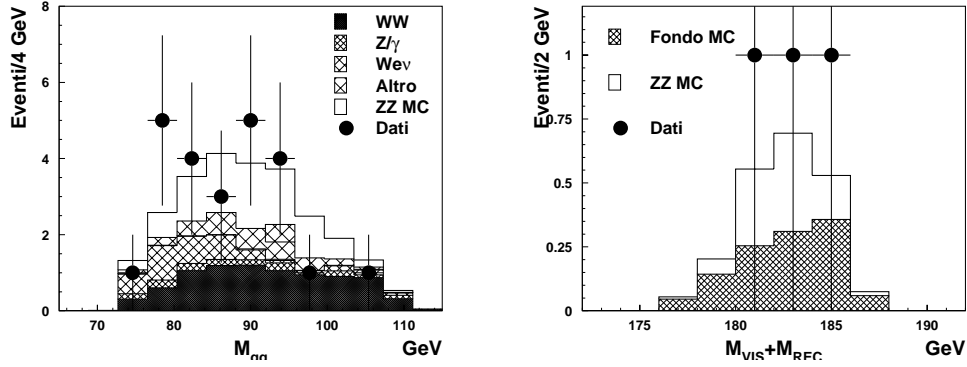 Eventi/4 GeV
8
6
4
2
0
WW
Z/γ
Weν
Altro
ZZ MC
Dati
70 80 90 100 110
M_qq GeV
Eventi/2 GeV
1
0.75
0.5
0.25
0
Fondo MC
ZZ MC
Dati
175 180 185 190
M_VIS+M_REC GeV